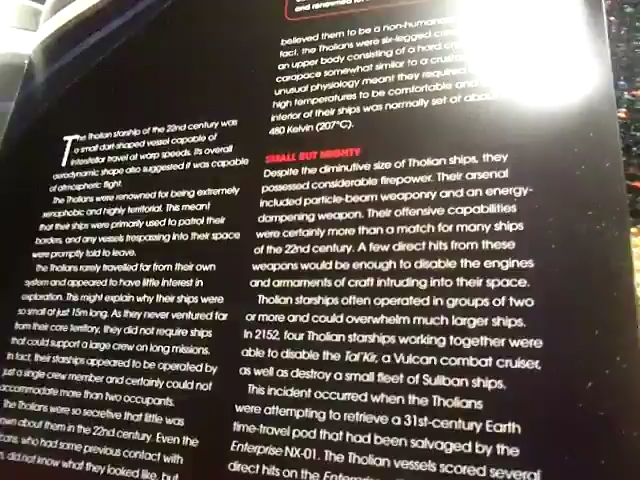 and renowned for
The Tholian starship of the 22nd century was
a small dart-shaped vessel capable of
interstellar travel at warp speeds. Its overall
aerodynamic shape also suggested it was capable
of atmospheric flight.
The Tholians were renowned for being extremely
xenophobic and highly territorial. This meant
that their ships were primarily used to patrol their
borders, and any vessels trespassing into their space
were promptly told to leave.
The Tholians rarely travelled far from their own
system and appeared to have little interest in
exploration. This might explain why their ships were
so small at just 15m long. As they never ventured far
from their core territory, they did not require ships
that could support a large crew on long missions.
In fact, their starships appeared to be operated by
just a single crew member and certainly could not
accommodate more than two occupants.
The Tholians were so secretive that little was
about them in the 22nd century. Even the
who had some previous contact with
did not know what they looked like, but
believed them to be a non-humanoid
fact, the Tholians were six-legged
an upper body consisting of a hard
carapace somewhat similar to a
unusual physiology meant they required
high temperatures to be comfortable and
interior of their ships was normally set at about
480 Kelvin (207°C).
SMALL BUT MIGHTY
Despite the diminutive size of Tholian ships, they
possessed considerable firepower. Their arsenal
included particle-beam weaponry and an energy-
dampening weapon. Their offensive capabilities
were certainly more than a match for many ships
of the 22nd century. A few direct hits from these
weapons would be enough to disable the engines
and armaments of craft intruding into their space.
Tholian starships often operated in groups of two
or more and could overwhelm much larger ships.
In 2152, four Tholian starships working together were
able to disable the Tal'Kir, a Vulcan combat cruiser,
as well as destroy a small fleet of Suliban ships.
This incident occurred when the Tholians
were attempting to retrieve a 31st-century Earth
time-travel pod that had been salvaged by the
Enterprise NX-01. The Tholian vessels scored several
direct hits on the